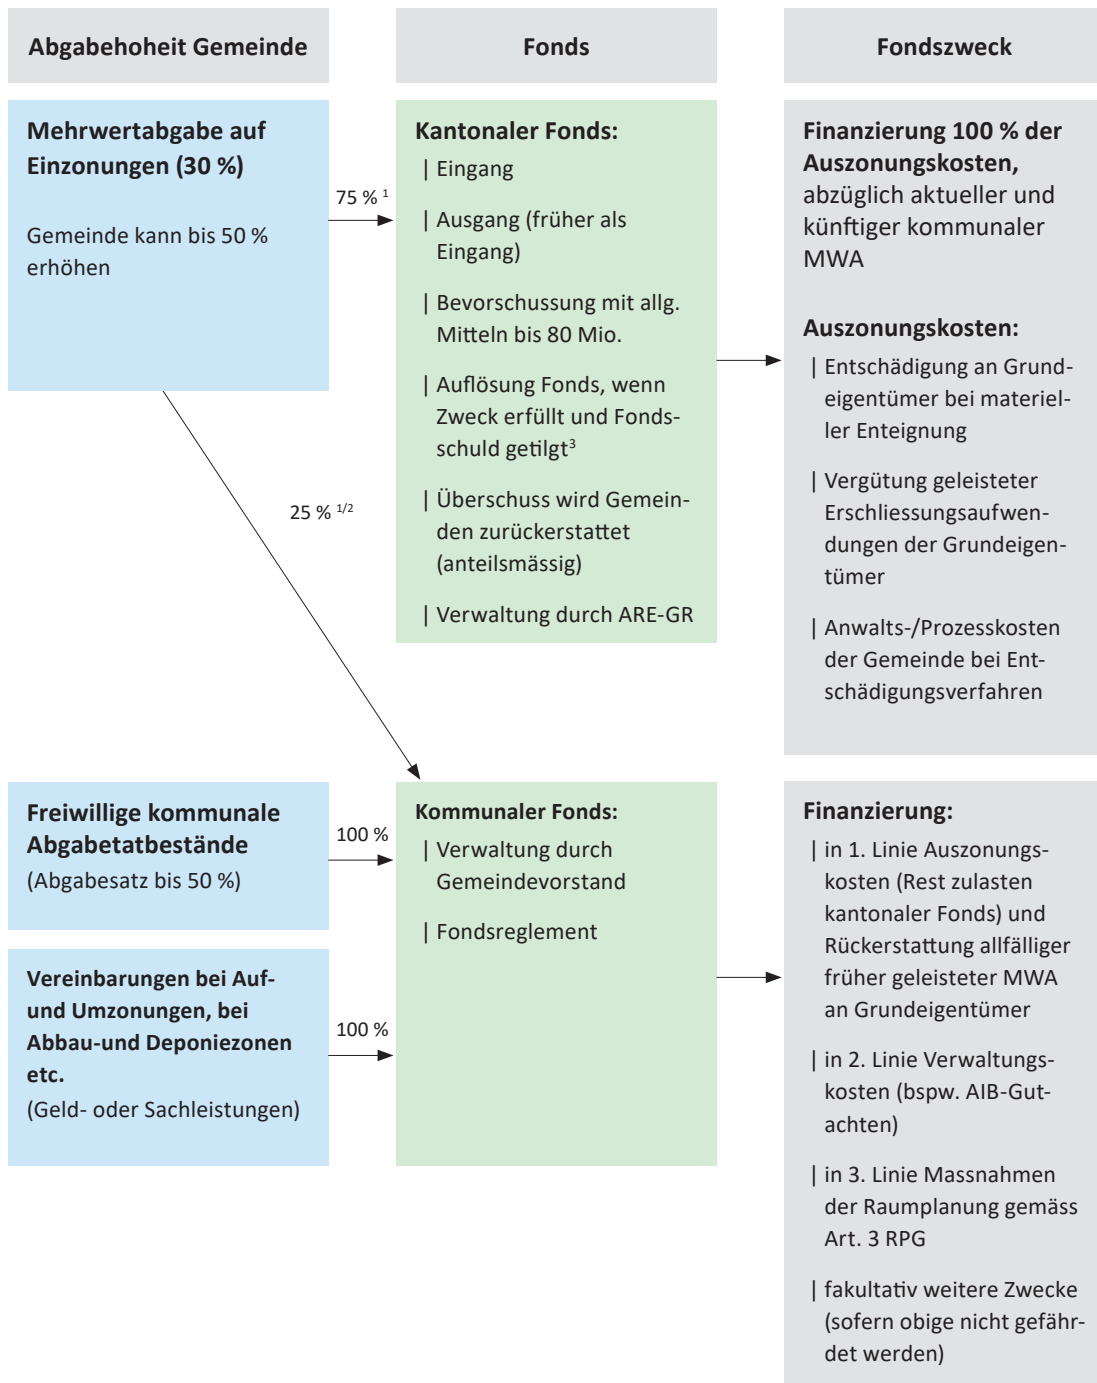 Abgabehoheit Gemeinde
Fonds
Fondszweck
Mehrwertabgabe auf
Einzonungen (30 %)
Gemeinde kann bis 50 %
erhöhen
75 % 1
25 % 1/2
Kantonaler Fonds:
| Eingang
| Ausgang (früher als
Eingang)
| Bevorschussung mit allg.
Mitteln bis 80 Mio.
| Auflösung Fonds, wenn
Zweck erfüllt und Fonds-
schuld getilgt3
| Überschuss wird Gemein-
den zurückerstattet
(anteilsmässig)
| Verwaltung durch ARE-GR
Finanzierung 100 % der
Auszonungskosten,
abzüglich aktueller und
künftiger kommunaler
MWA
Auszonungskosten:
| Entschädigung an Grund-
eigentümer bei materiel-
ler Enteignung
| Vergütung geleisteter
Erschliessungsaufwen-
dungen der Grundeigen-
tümer
| Anwalts-/Prozesskosten
der Gemeinde bei Ent-
schädigungsverfahren
Freiwillige kommunale
Abgabetatbestände
(Abgabesatz bis 50 %)
100 %
Vereinbarungen bei Auf-
und Umzonungen, bei
Abbau-und Deponiezonen
etc.
(Geld- oder Sachleistungen)
100 %
Kommunaler Fonds:
| Verwaltung durch
Gemeindevorstand
| Fondsreglement
Finanzierung:
| in 1. Linie Auszonungs-
kosten (Rest zulasten
kantonaler Fonds) und
Rückerstattung allfälliger
früher geleisteter MWA
an Grundeigentümer
| in 2. Linie Verwaltungs-
kosten (bspw. AIB-Gut-
achten)
| in 3. Linie Massnahmen
der Raumplanung gemäss
Art. 3 RPG
| fakultativ weitere Zwecke
(sofern obige nicht gefähr-
det werden)